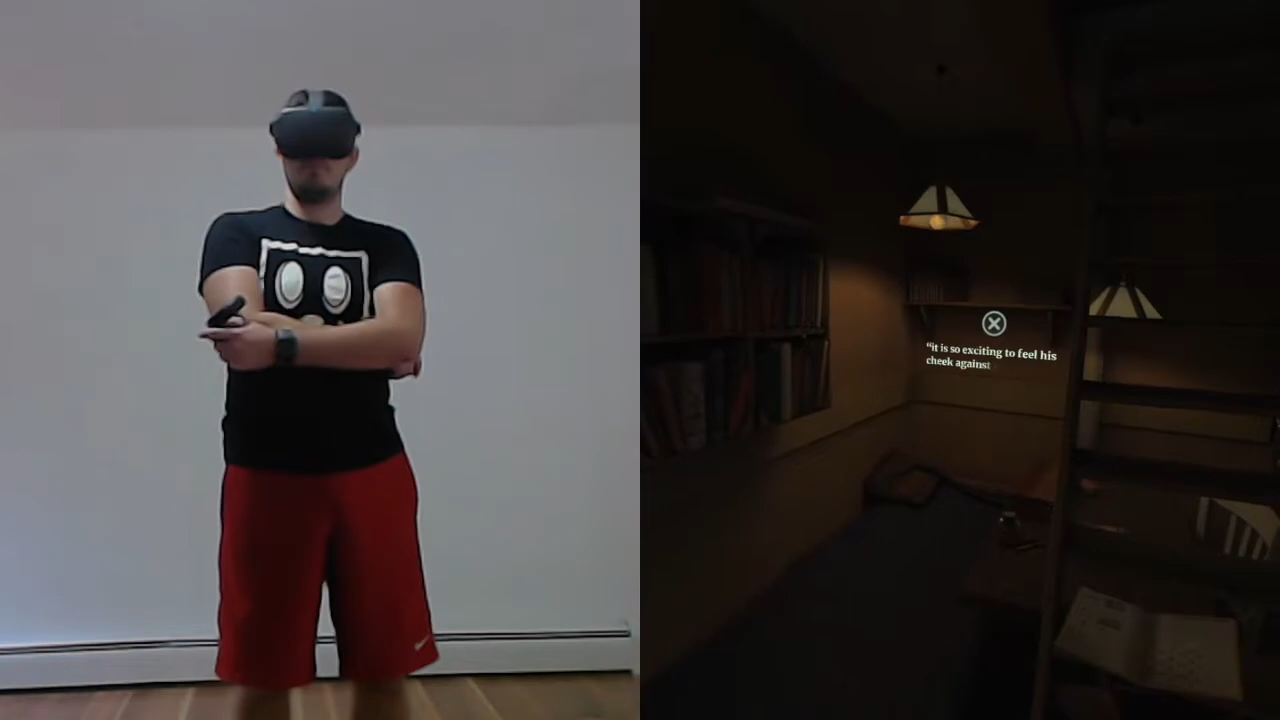 “it is so exciting to feel his
cheek against